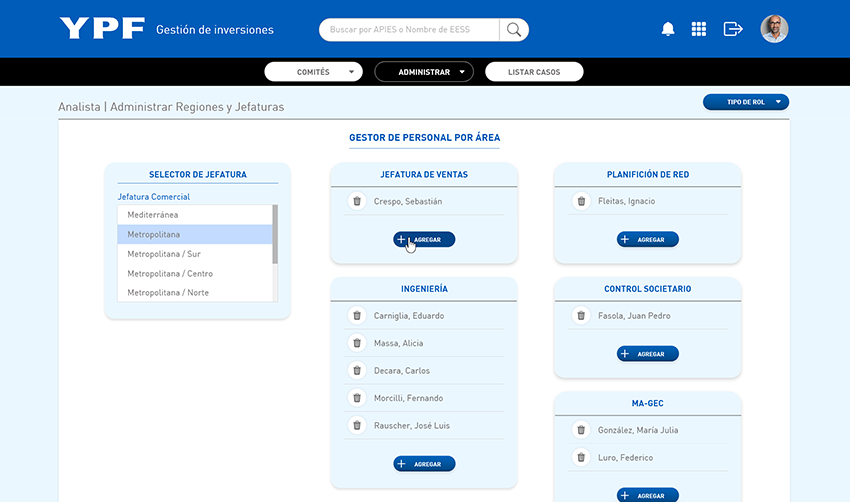 YPF Gestión de inversiones
Buscar por APIES o Nombre de EESS
COMITÉS
ADMINISTRAR
LISTAR CASOS
Analista | Administrar Regiones y Jefaturas
TIPO DE ROL
GESTOR DE PERSONAL POR ÁREA
SELECTOR DE JEFATURA
Jefatura Comercial
Mediterránea
Metropolitana
Metropolitana / Sur
Metropolitana / Centro
Metropolitana / Norte
JEFATURA DE VENTAS
Crespo, Sebastián
AGREGAR
INGENIERÍA
Carniglia, Eduardo
Massa, Alicia
Decara, Carlos
Morcilli, Fernando
Rauscher, José Luis
AGREGAR
PLANIFICIÓN DE RED
Fleitas, Ignacio
AGREGAR
CONTROL SOCIETARIO
Fasola, Juan Pedro
AGREGAR
MA-GEC
González, María Julia
Luro, Federico
AGREGAR